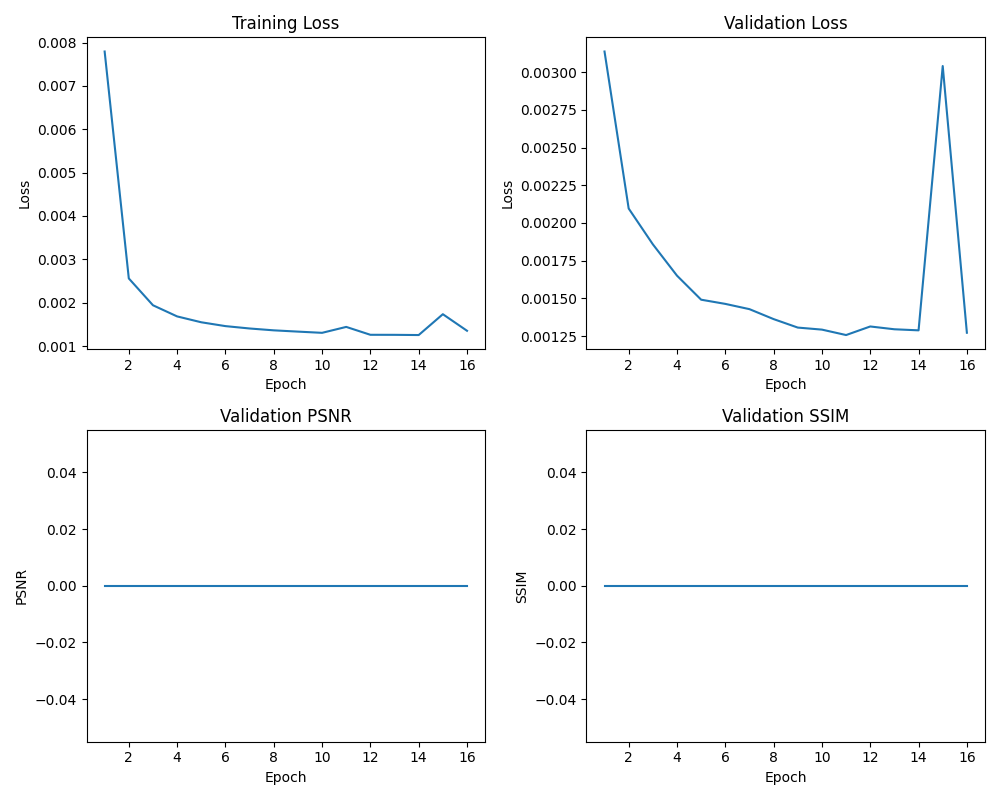 Training Loss
0.008
0.007
0.006
0.005
0.004
0.003
0.002
0.001
Loss
2 4 6 8 10 12 14 16
Epoch
Validation Loss
0.00300
0.00275
0.00250
0.00225
0.00200
0.00175
0.00150
0.00125
Loss
2 4 6 8 10 12 14 16
Epoch
Validation PSNR
0.04
0.02
0.00
−0.02
−0.04
PSNR
2 4 6 8 10 12 14 16
Epoch
Validation SSIM
0.04
0.02
0.00
−0.02
−0.04
SSIM
2 4 6 8 10 12 14 16
Epoch